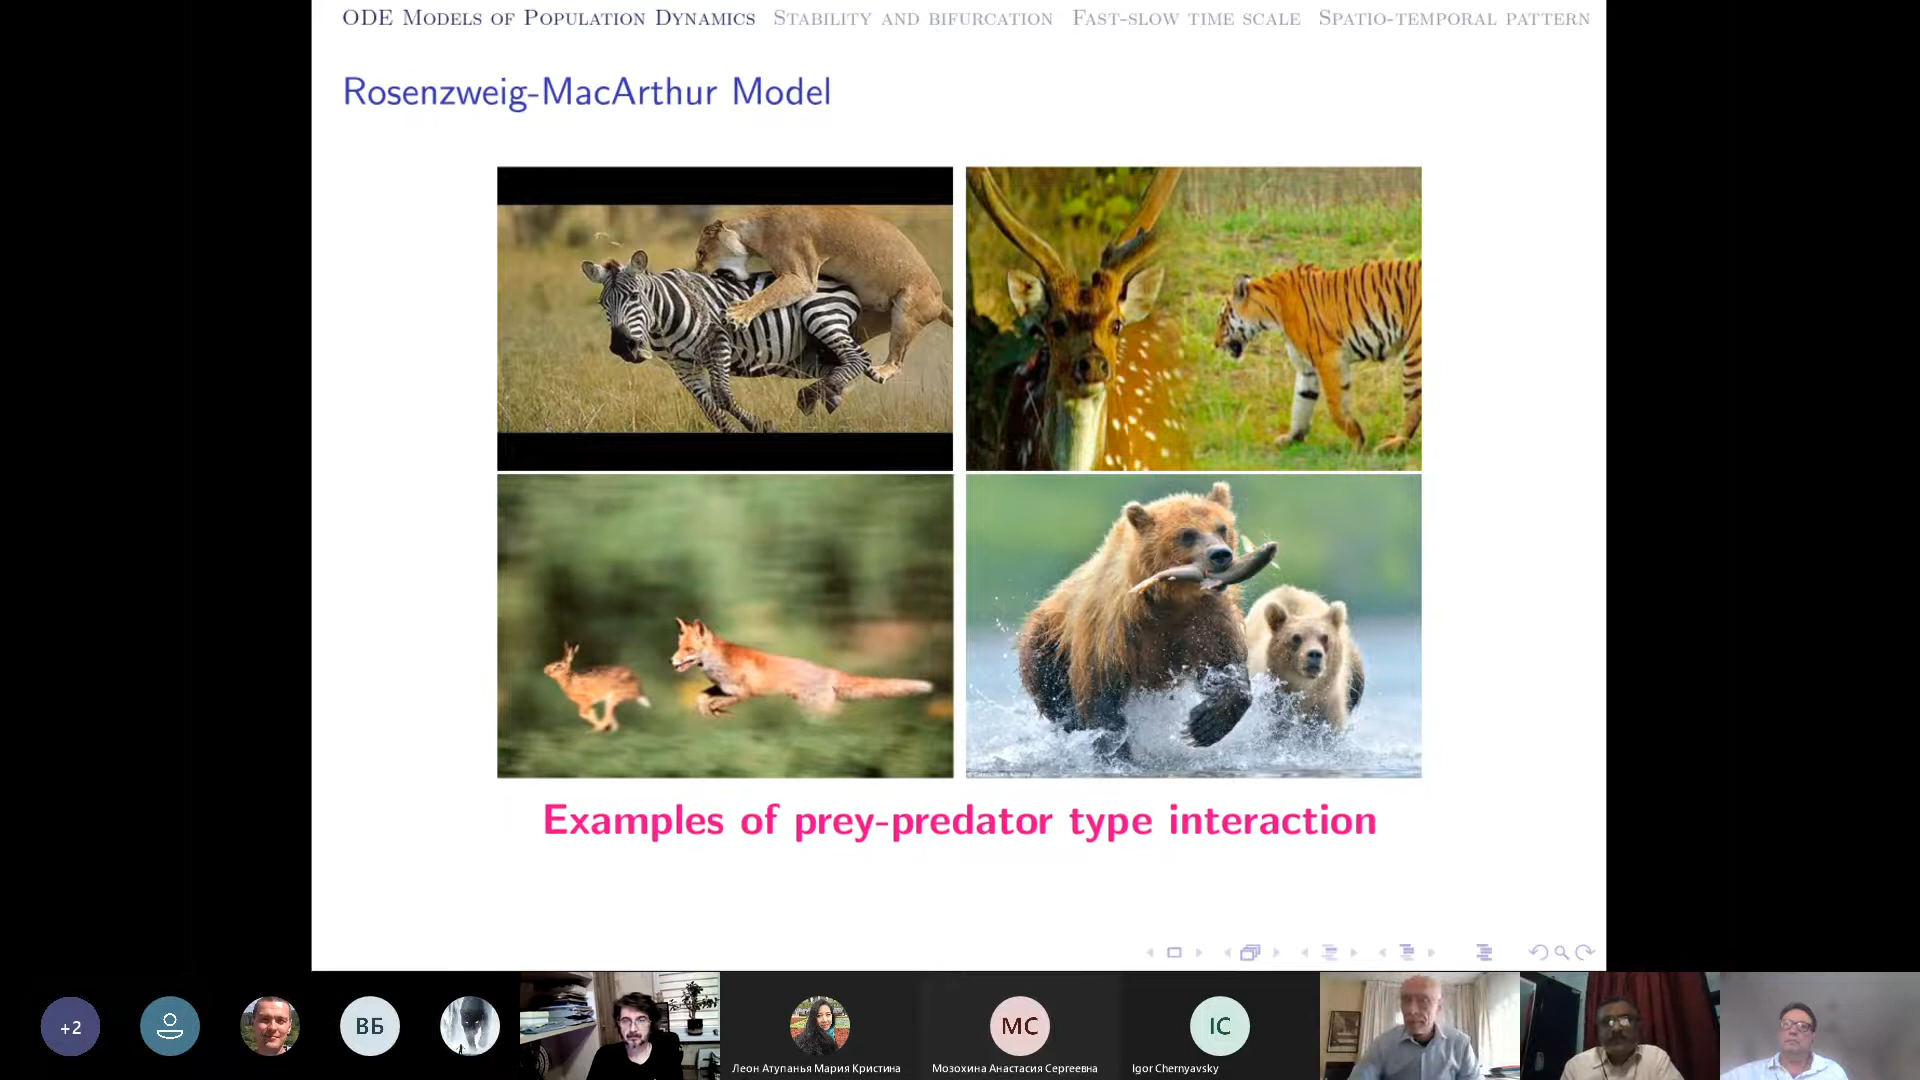 ODE Models of Population Dynamics Stability and bifurcation Fast-slow time scale Spatio-temporal pattern
Rosenzweig-MacArthur Model
Examples of prey-predator type interaction
+2
ВБ
МС
IC
Леон Атупанья Мария Кристина
Мозохина Анастасия Сергеевна
Igor Chernyavsky